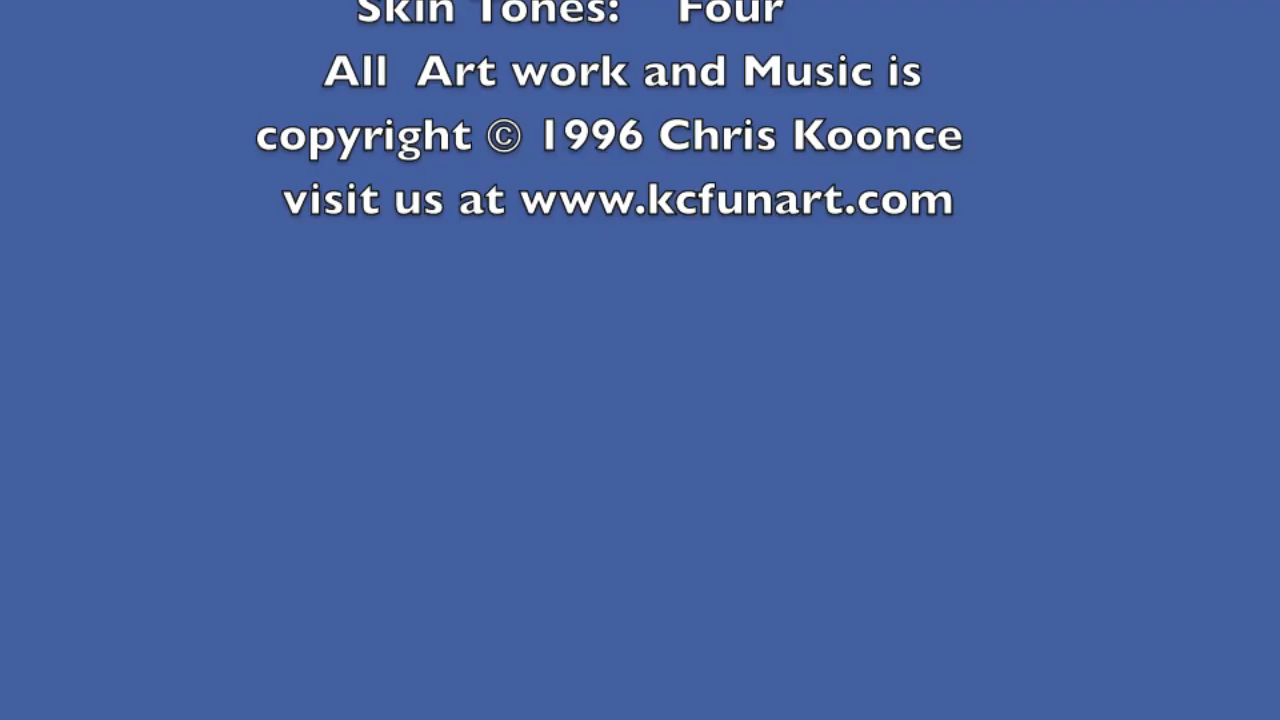 Skin Tones: Four
All Art work and Music is
copyright © 1996 Chris Koonce
visit us at www.kcfunart.com